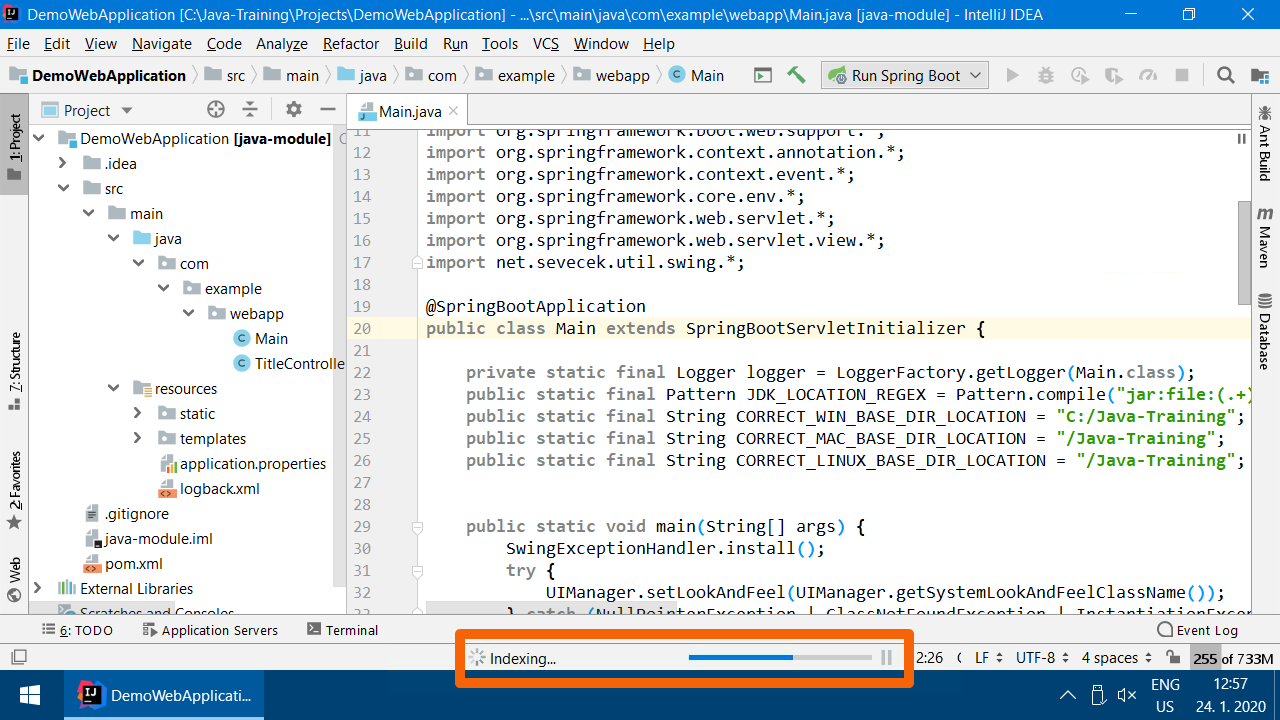 DemoWebApplication [C:\Java-Training\Projects\DemoWebApplication] - ...\src\main\java\com\example\webapp\Main.java [java-module] - IntelliJ IDEA
File Edit View Navigate Code Analyze Refactor Build Run Tools VCS Window Help
DemoWebApplication src main java com example webapp Main Run Spring Boot
1: Project
7: Structure
2: Favorites
Web
Project
DemoWebApplication [java-module]
.idea
src
main
java
com
example
webapp
Main
TitleControlle
resources
static
templates
application.properties
logback.xml
.gitignore
java-module.iml
pom.xml
External Libraries
Scratches and Consoles
Main.java
11 import org.springframework.boot.web.support.*;
12 import org.springframework.context.annotation.*;
13 import org.springframework.context.event.*;
14 import org.springframework.core.env.*;
15 import org.springframework.web.servlet.*;
16 import org.springframework.web.servlet.view.*;
17 import net.sevecek.util.swing.*;
18
19 @SpringBootApplication
20 public class Main extends SpringBootServletInitializer {
21
22 private static final Logger logger = LoggerFactory.getLogger(Main.class);
23 public static final Pattern JDK_LOCATION_REGEX = Pattern.compile("jar:file:(.+)
24 public static final String CORRECT_WIN_BASE_DIR_LOCATION = "C:/Java-Training";
25 public static final String CORRECT_MAC_BASE_DIR_LOCATION = "/Java-Training";
26 public static final String CORRECT_LINUX_BASE_DIR_LOCATION = "/Java-Training";
27
28
29 public static void main(String[] args) {
30 SwingExceptionHandler.install();
31 try {
32 UIManager.setLookAndFeel(UIManager.getSystemLookAndFeelClassName());
33 } catch (NullPointerException | ClassNotFoundException | InstantiationExce
Ant Build
m Maven
Database
6: TODO Application Servers Terminal Event Log
Indexing... 2:26 LF UTF-8 4 spaces 255 of 733M
DemoWebApplicati...
ENG
US
12:57
24. 1. 2020